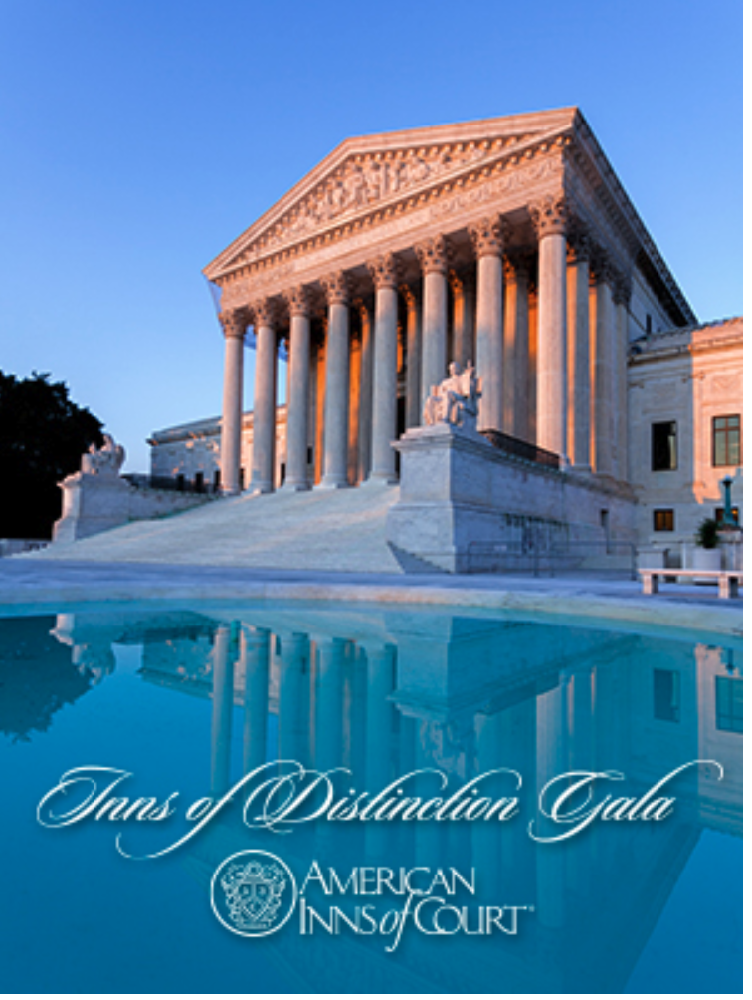 Inns of Distinction Gala
AMERICAN
INNS of COURT